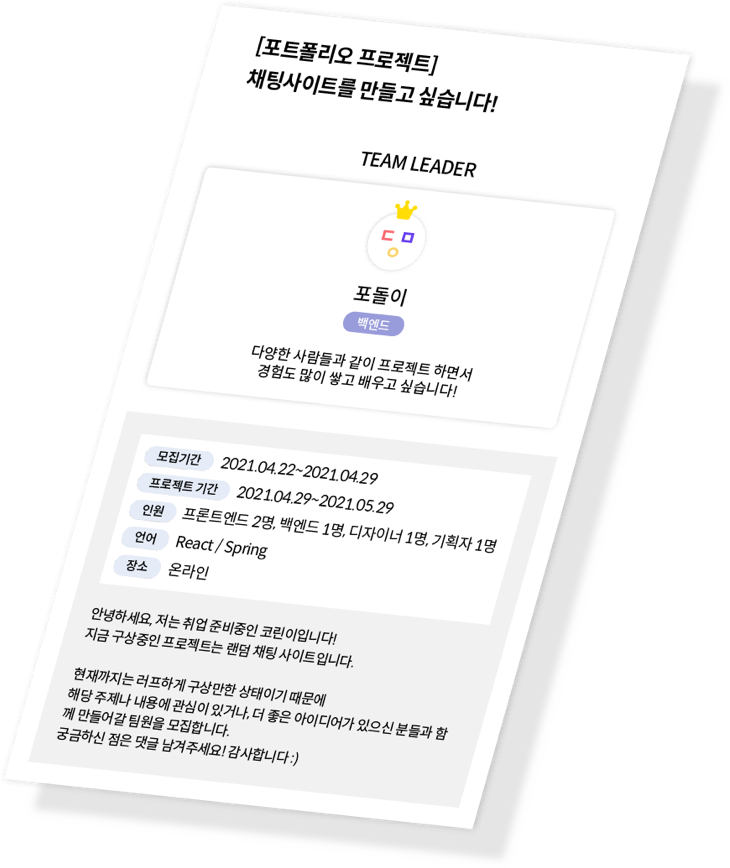 [포트폴리오 프로젝트]
채팅사이트를 만들고 싶습니다!
TEAM LEADER
포돌이
백엔드
다양한 사람들과 같이 프로젝트 하면서
경험도 많이 쌓고 배우고 싶습니다!
모집기간 2021.04.22~2021.04.29
프로젝트 기간 2021.04.29~2021.05.29
인원 프론트엔드 2명, 백엔드 1명, 디자이너 1명, 기획자 1명
언어 React / Spring
장소 온라인
안녕하세요, 저는 취업 준비중인 코린이입니다!
지금 구상중인 프로젝트는 랜덤 채팅 사이트입니다.
현재까지는 러프하게 구상만한 상태이기 때문에
해당 주제나 내용에 관심이 있거나, 더 좋은 아이디어가 있으신 분들과 함
께 만들어갈 팀원을 모집합니다.
궁금하신 점은 댓글 남겨주세요! 감사합니다 :)